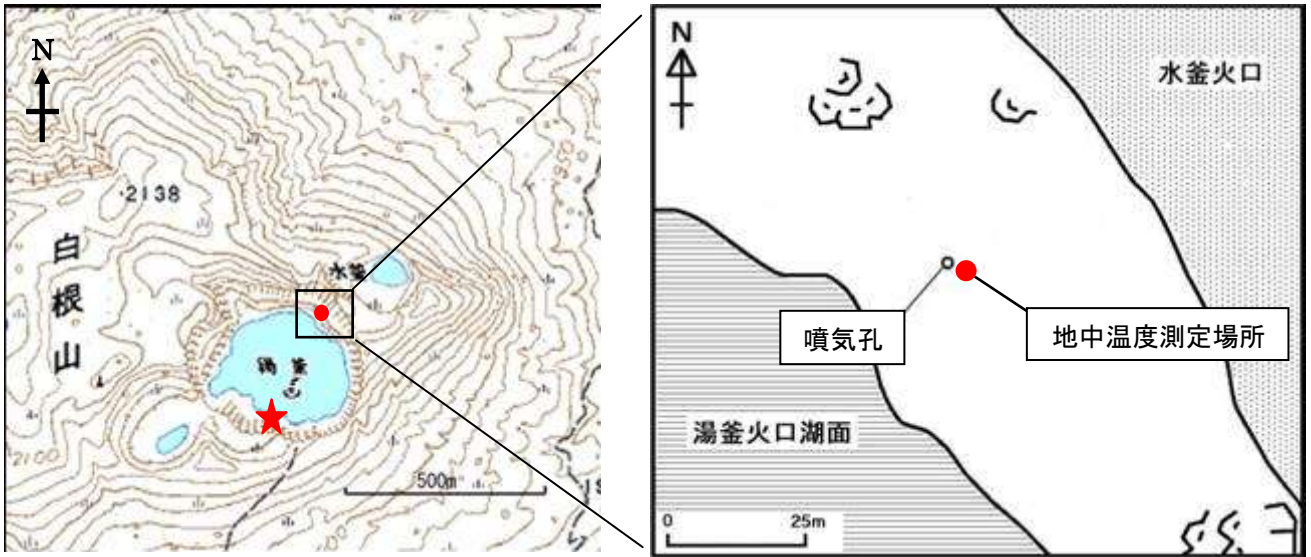 N
・2138
白根山
水釜
湯釜
2100
500m
N
水釜火口
噴気孔
地中温度測定場所
湯釜火口湖面
0
25m